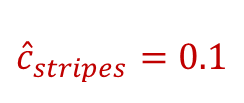 ĉ_stripes = 0.1